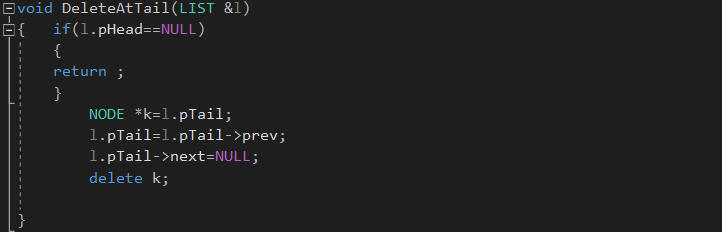 void DeleteAtTail(LIST &l)
{   if(l.pHead==NULL)
    {
    return ;
    }
        NODE *k=l.pTail;
        l.pTail=l.pTail->prev;
        l.pTail->next=NULL;
        delete k;
}